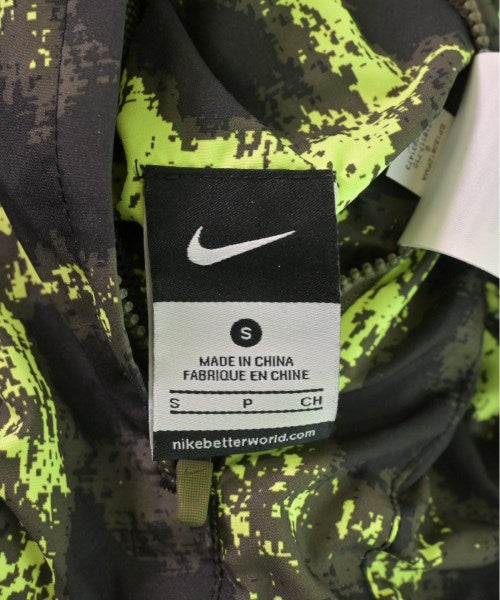 S
MADE IN CHINA
FABRIQUE EN CHINE
S P CH
nikebetterworld.com